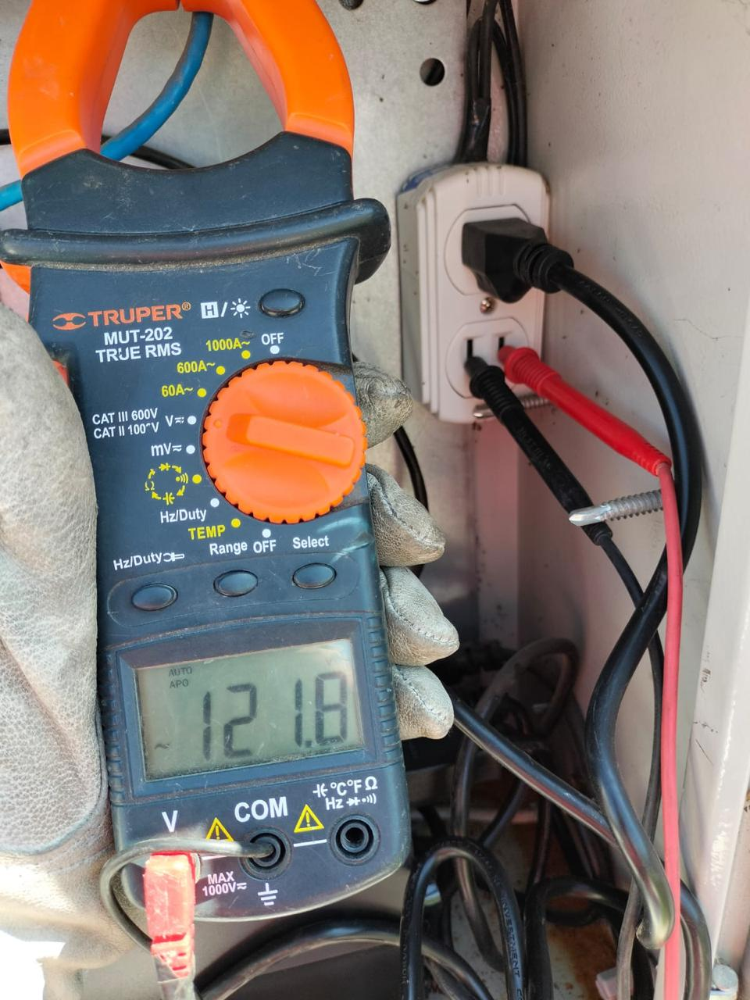 TRUPER®
H/
MUT-202
TRUE RMS
1000A~
OFF
600A~
60A~
CAT III 600V
CAT II 100 V
V
mV
Ω
Hz/Duty
TEMP
Range
OFF
Select
Hz/Duty
AUTO
APO
~ 121.8
V
COM
°C°F Ω
Hz
MAX
1000V